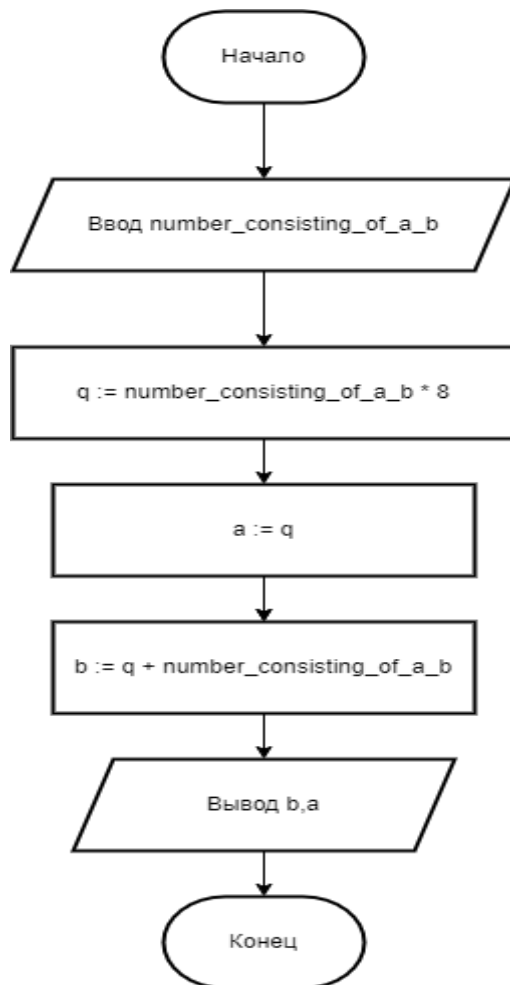 Начало
Ввод number_consisting_of_a_b
q := number_consisting_of_a_b * 8
a := q
b := q + number_consisting_of_a_b
Вывод b,a
Конец